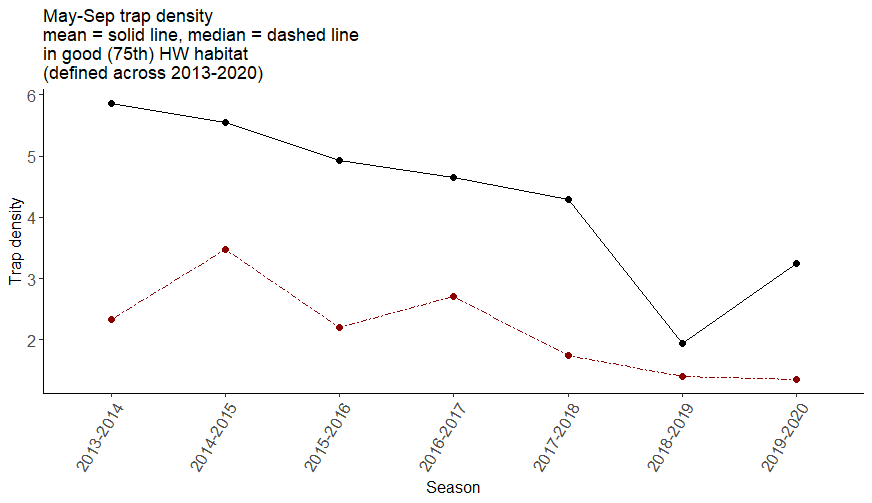 May-Sep trap density
mean = solid line, median = dashed line
in good (75th) HW habitat
(defined across 2013-2020)
6
5
4
3
2
Trap density
2013-2014
2014-2015
2015-2016
2016-2017
2017-2018
2018-2019
2019-2020
Season